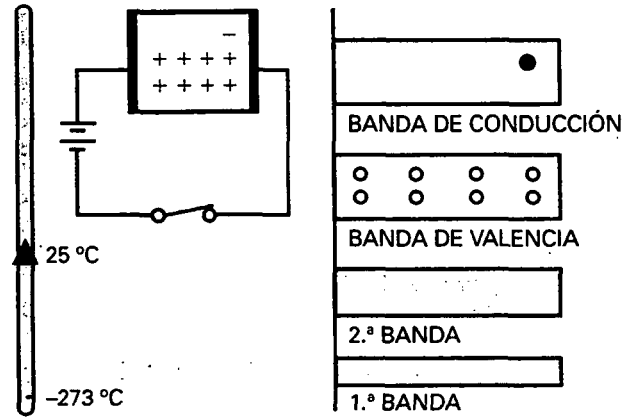 −
+ + + +
+ + + +
25 ºC
−273 ºC
BANDA DE CONDUCCIÓN
BANDA DE VALENCIA
2.ª BANDA
1.ª BANDA